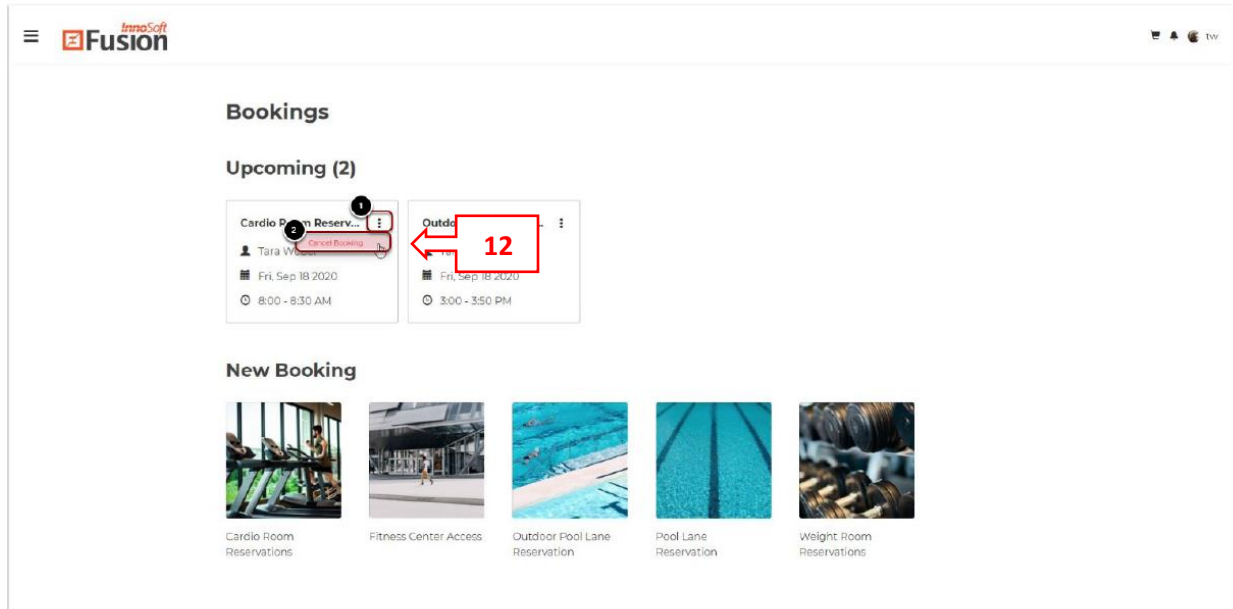 InnoSoft
Fusion
tw
Bookings
Upcoming (2)
1
Cardio R m Reserv...
2
Cancel Booking
Tara W
Fri, Sep 18 2020
8:00 - 8:30 AM
Outdo
12
Fri, Sep 18 2020
3:00 - 3:50 PM
New Booking
Cardio Room
Reservations
Fitness Center Access
Outdoor Pool Lane
Reservation
Pool Lane
Reservation
Weight Room
Reservations